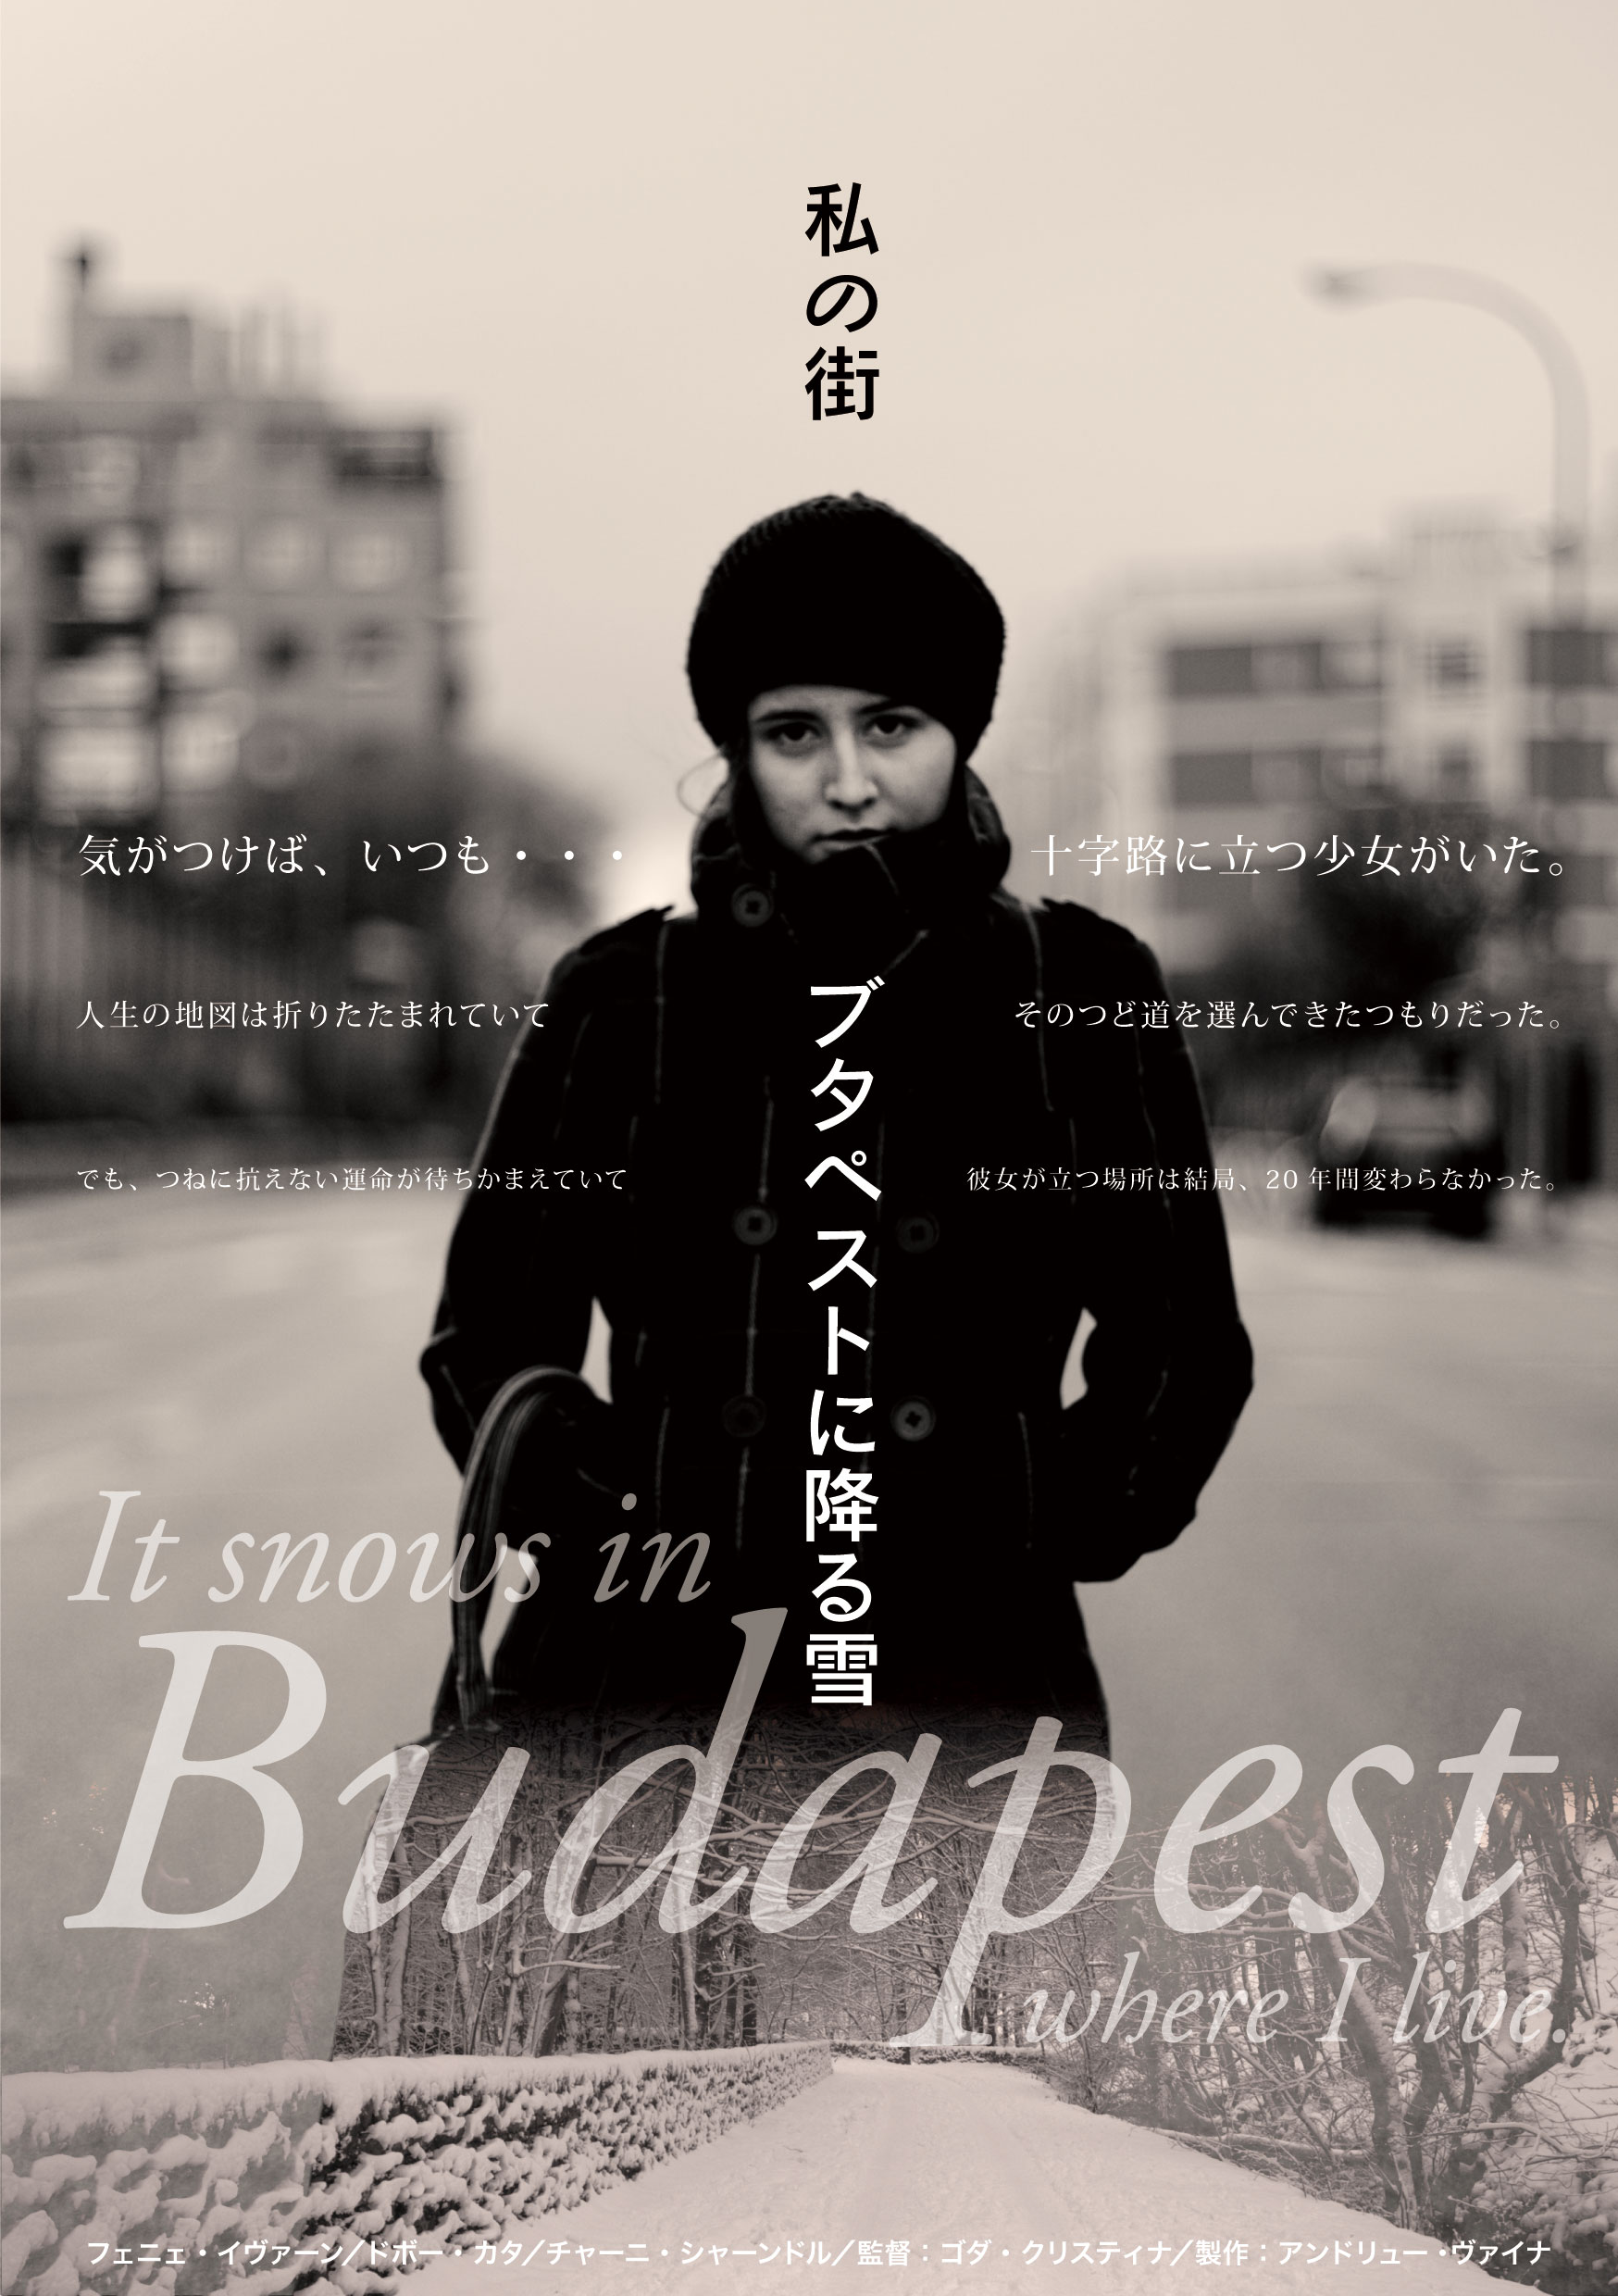 私の街
ブタペストに降る雪
気がつけば、いつも・・・
十字路に立つ少女がいた。
人生の地図は折りたたまれていて
そのつど道を選んできたつもりだった。
でも、つねに抗えない運命が待ちかまえていて
彼女が立つ場所は結局、20 年間変わらなかった。
It snows in
Budapest
where I live.
フェニェ・イヴァーン／ドボー・カタ／チャーニ・シャーンドル／監督：ゴダ・クリスティナ／製作：アンドリュー・ヴァイナ